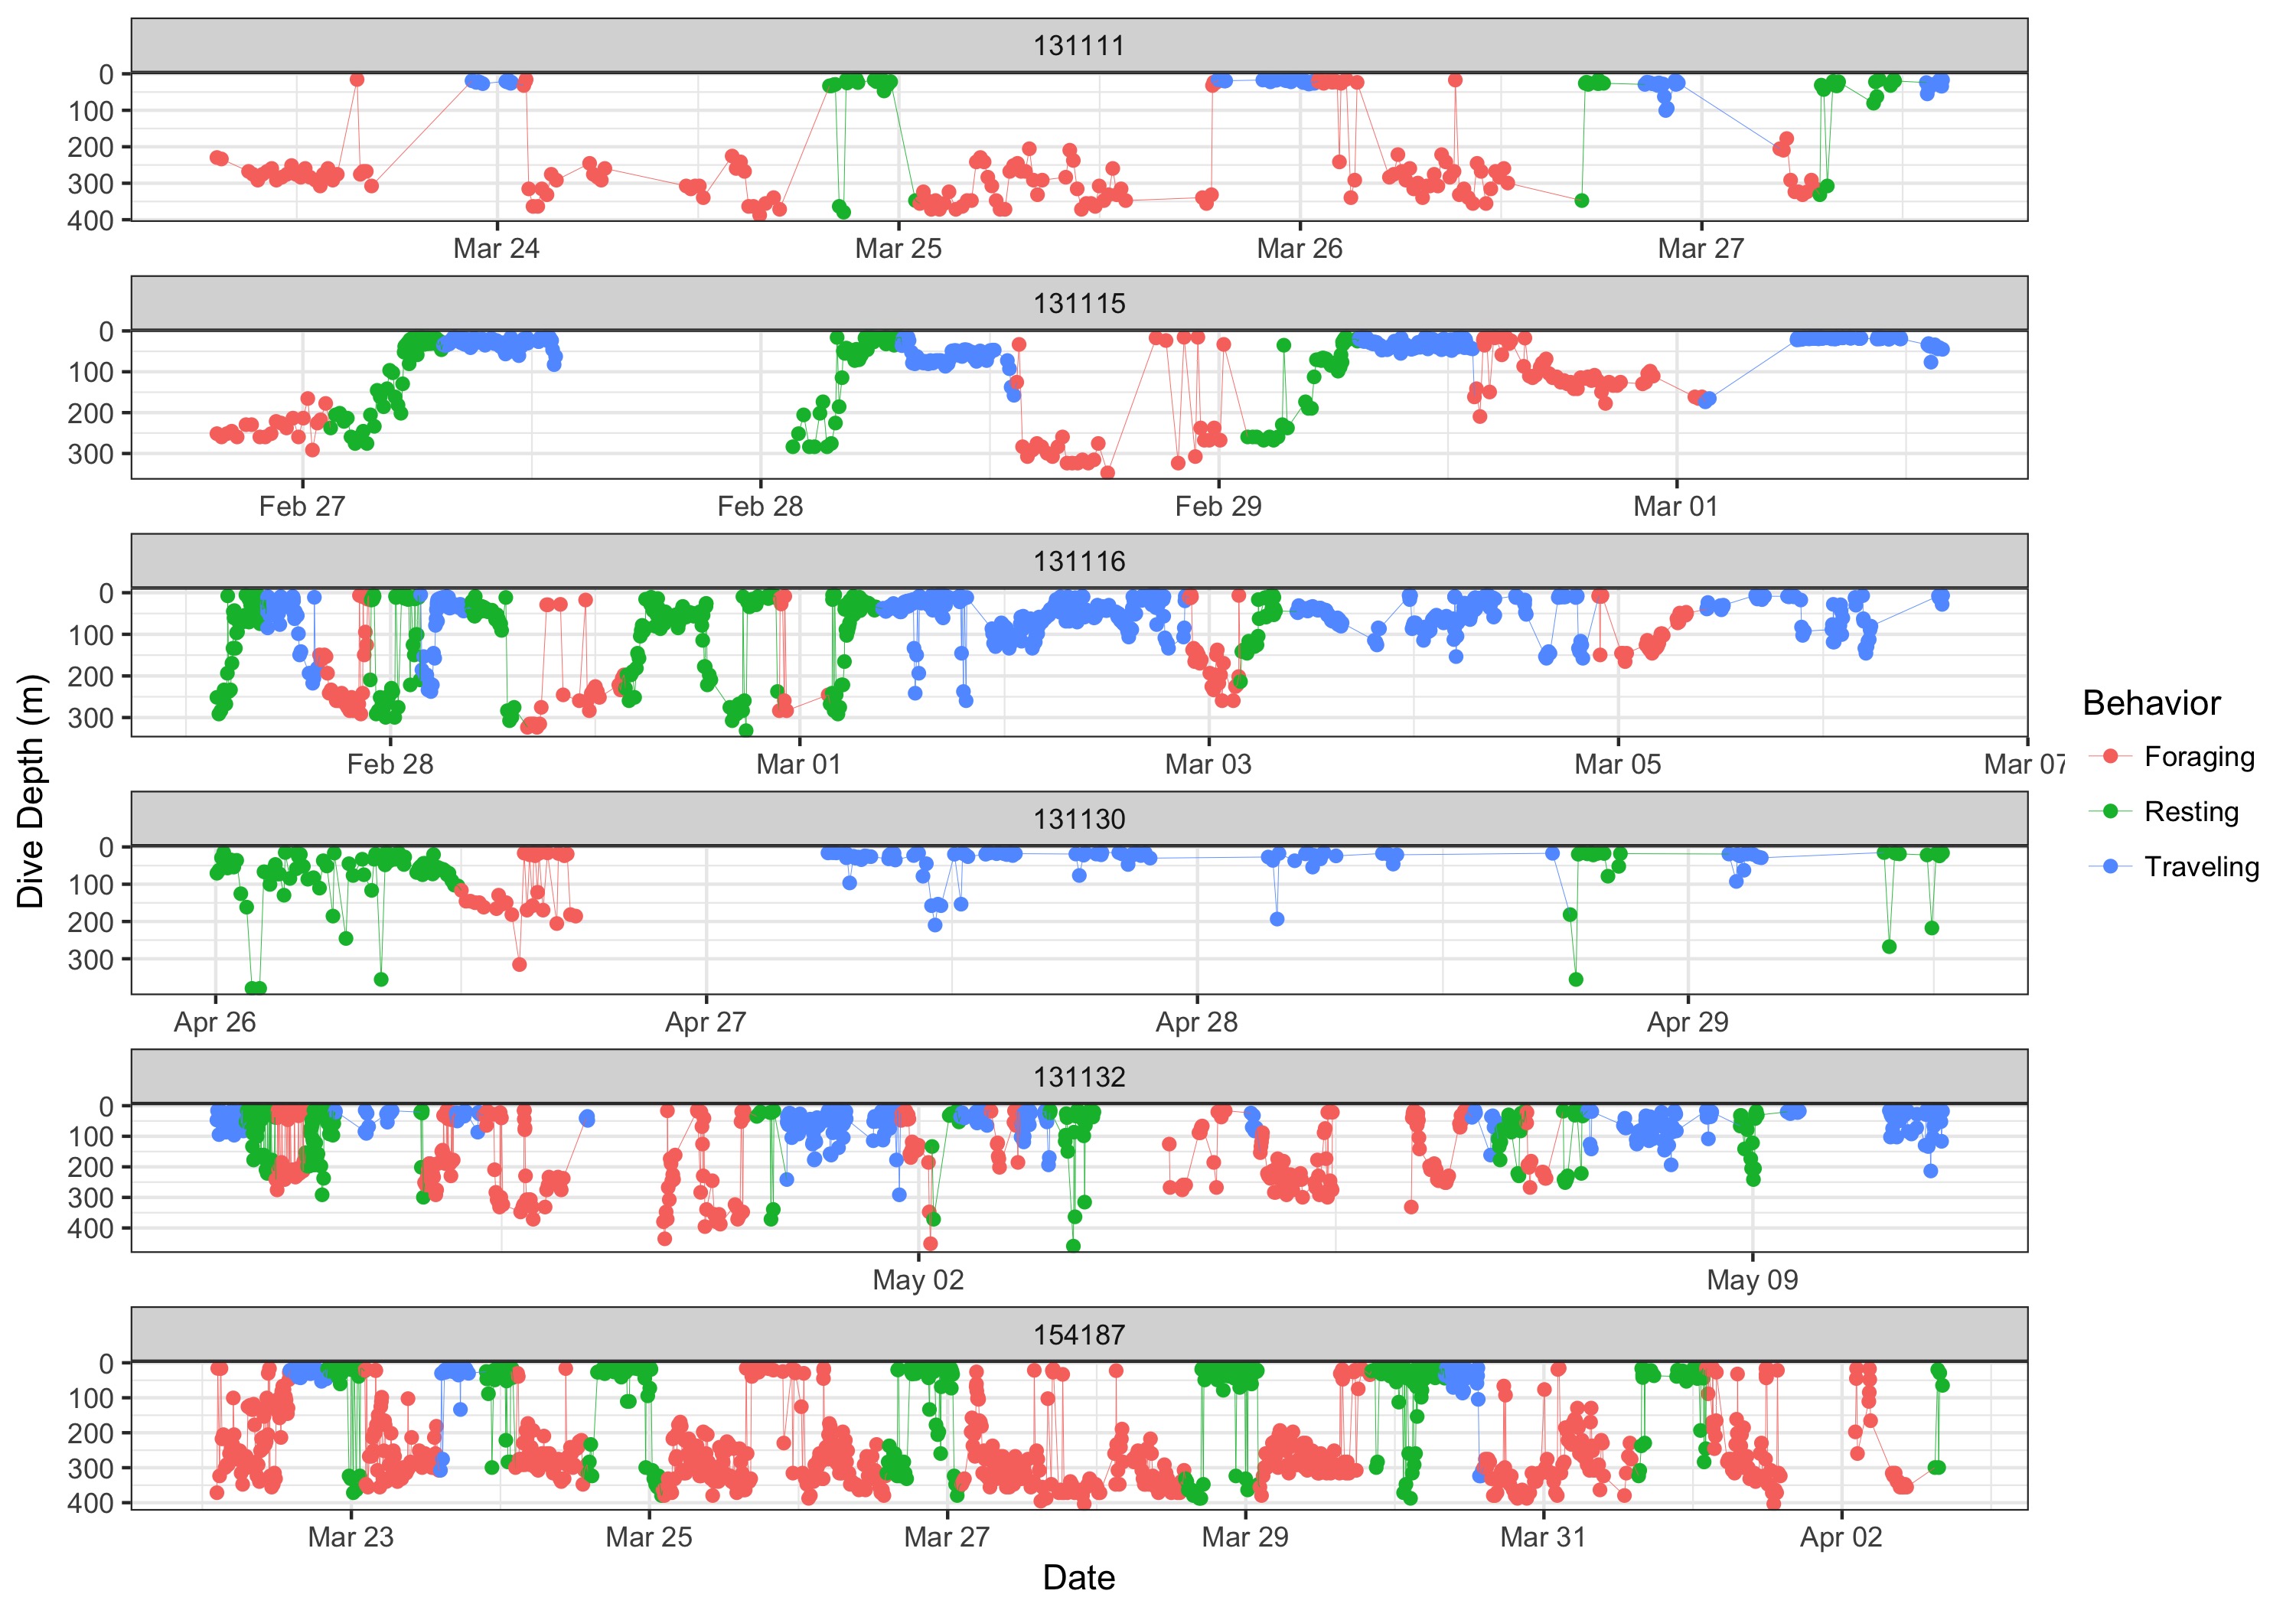 131111
0
100
200
300
400
Mar 24 Mar 25 Mar 26 Mar 27
131115
0
100
200
300
Feb 27 Feb 28 Feb 29 Mar 01
131116
0
100
200
300
Feb 28 Mar 01 Mar 03 Mar 05 Mar 07
131130
0
100
200
300
Apr 26 Apr 27 Apr 28 Apr 29
131132
0
100
200
300
400
May 02 May 09
154187
0
100
200
300
400
Mar 23 Mar 25 Mar 27 Mar 29 Mar 31 Apr 02
Date
Dive Depth (m)
Behavior
Foraging
Resting
Traveling